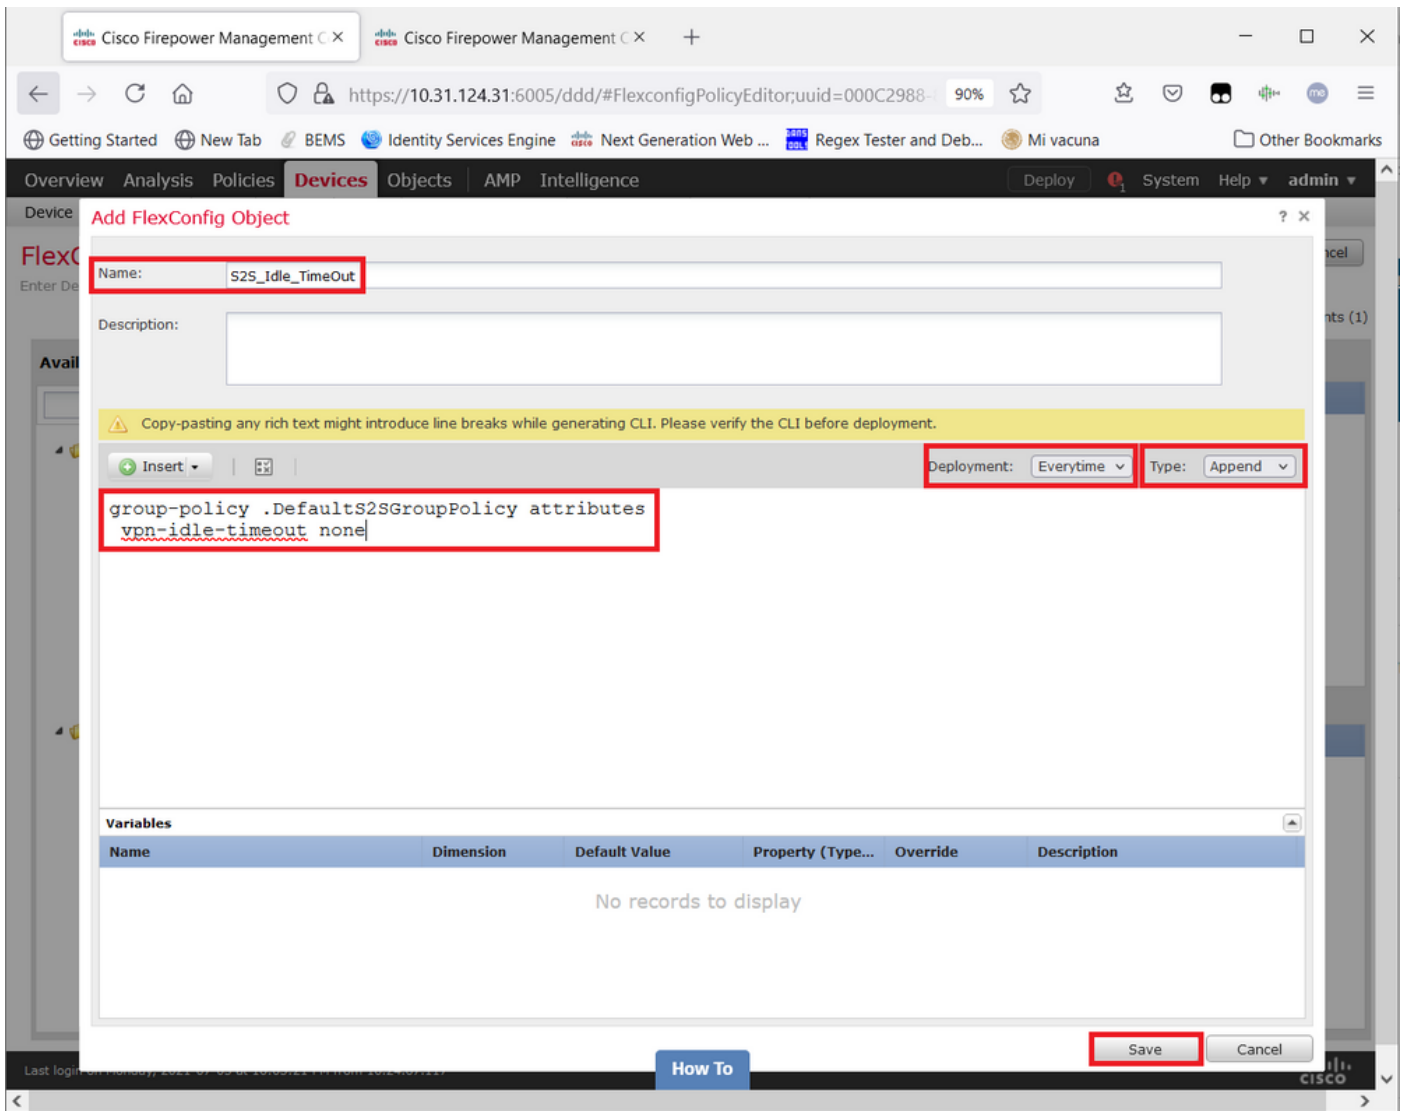 Cisco Firepower Management C
Cisco Firepower Management C
https://10.31.124.31:6005/ddd/#FlexconfigPolicyEditor;uuid=000C2988-
90%
Getting Started New Tab BEMS Identity Services Engine Next Generation Web ... Regex Tester and Deb... Mi vacuna Other Bookmarks
Overview Analysis Policies Devices Objects AMP Intelligence Deploy 1 System Help admin
Device
Add FlexConfig Object ?
Name: S2S_Idle_TimeOut
Enter De
Description:
nts (1)
Avail
Copy-pasting any rich text might introduce line breaks while generating CLI. Please verify the CLI before deployment.
Insert Deployment: Everytime Type: Append
group-policy .DefaultS2SGroupPolicy attributes
vpn-idle-timeout none
Variables
Name Dimension Default Value Property (Type... Override Description
No records to display
Save Cancel
How To
Last login
CISCO